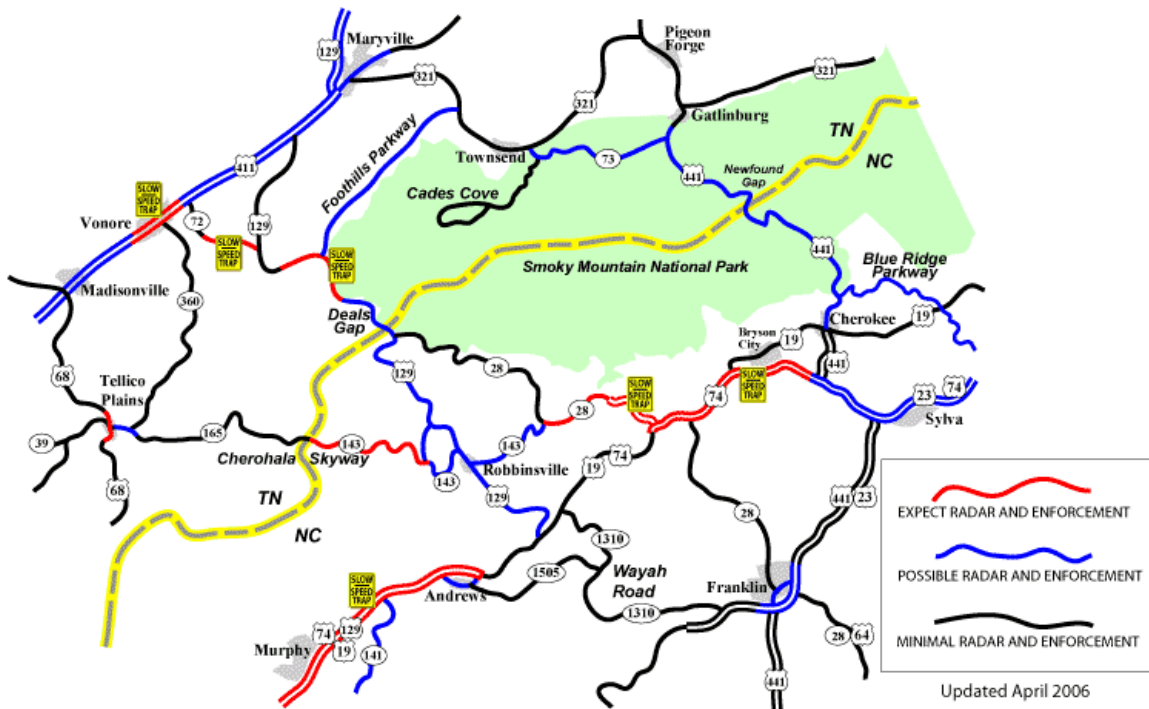 129
Maryville
Pigeon
Forge
321
321
321
Gatlinburg
TN
NC
Townsend
73
Foothills Parkway
411
Newfound
Gap
441
Cades Cove
SLOW
SPEED
TRAP
Vonore
72
129
SLOW
SPEED
TRAP
SLOW
SPEED
TRAP
441
Blue Ridge
Parkway
Smoky Mountain National Park
Madisonville
360
Deals
Gap
Bryson
City
19
Cherokee
19
441
28
129
68
Tellico
Plains
SLOW
SPEED
TRAP
SLOW
SPEED
TRAP
74
23
74
Sylva
28
39
165
143
Cherohala Skyway
143
143
Robbinsville
129
19
74
68
TN
NC
28
441
23
1310
1505
Wayah
Road
1310
SLOW
SPEED
TRAP
Andrews
Franklin
74
129
19
Murphy
141
28
64
441
EXPECT RADAR AND ENFORCEMENT
POSSIBLE RADAR AND ENFORCEMENT
MINIMAL RADAR AND ENFORCEMENT
Updated April 2006